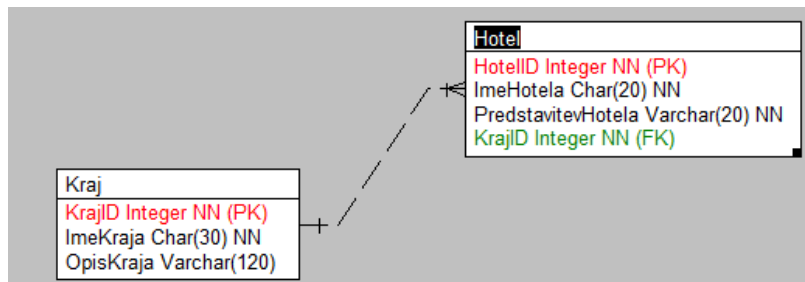 Hotel
HotelID Integer NN (PK)
ImeHotela Char(20) NN
PredstavitevHotela Varchar(20) NN
KrajID Integer NN (FK)
Kraj
KrajID Integer NN (PK)
ImeKraja Char(30) NN
OpisKraja Varchar(120)